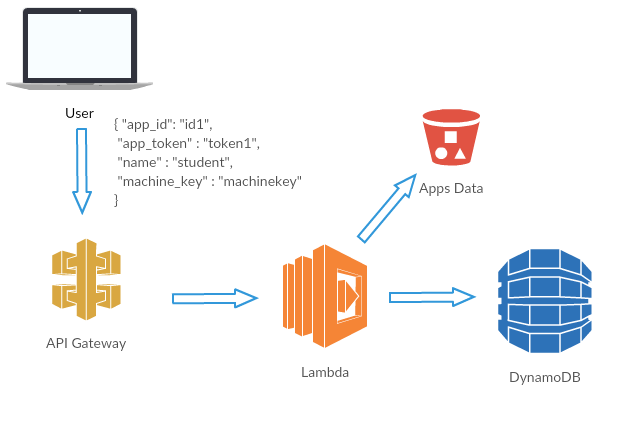 User
{ "app_id": "id1",
"app_token" : "token1",
"name" : "student",
"machine_key" : "machinekey"
}
Apps Data
API Gateway
Lambda
DynamoDB